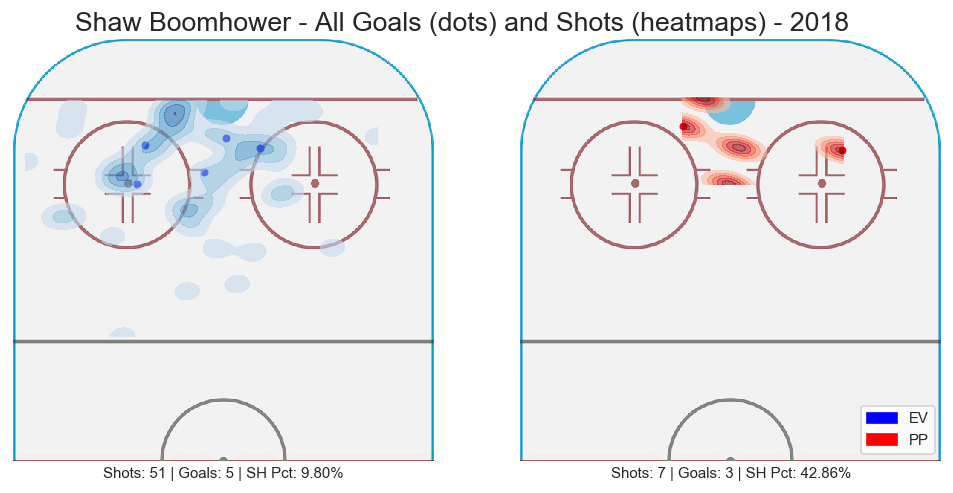 Shaw Boomhower - All Goals (dots) and Shots (heatmaps) - 2018
EV
PP
Shots: 51 | Goals: 5 | SH Pct: 9.80%
Shots: 7 | Goals: 3 | SH Pct: 42.86%